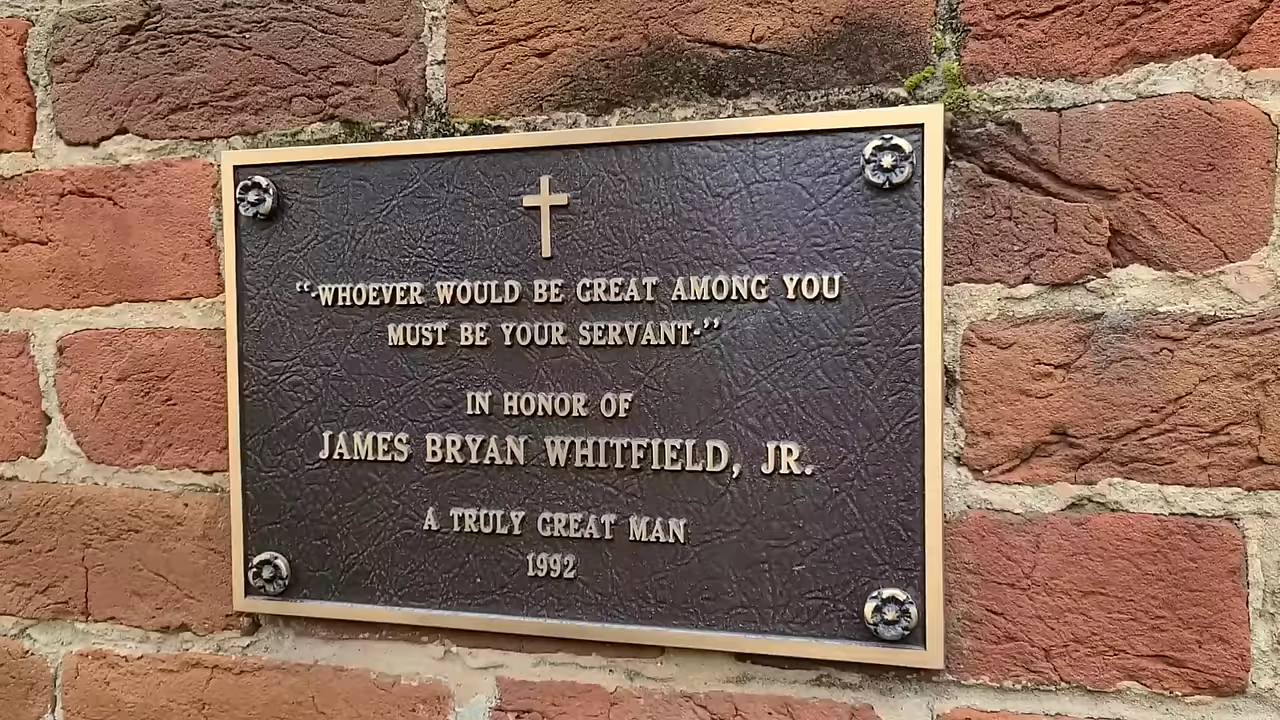 “-WHOEVER WOULD BE GREAT AMONG YOU
MUST BE YOUR SERVANT-”
IN HONOR OF
JAMES BRYAN WHITFIELD, JR.
A TRULY GREAT MAN
1992